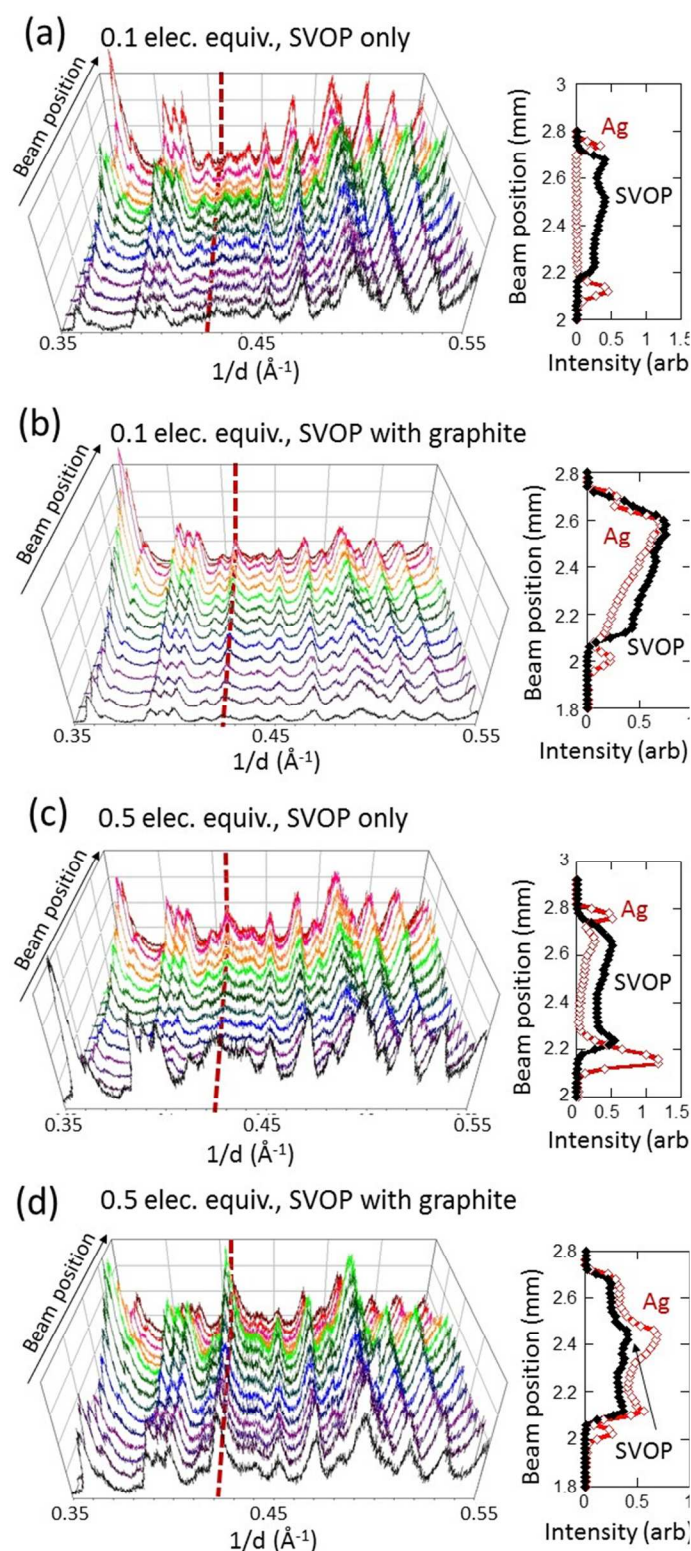 (a) 0.1 elec. equiv., SVOP only
Beam position
0.35 0.45 0.55
1/d (Å-1)
Beam position (mm)
3
2.8
2.6
2.4
2.2
2
Ag
SVOP
0 0.5 1 1.5
Intensity (arb
(b) 0.1 elec. equiv., SVOP with graphite
Beam position
0.35 0.45 0.55
1/d (Å-1)
Beam position (mm)
2.8
2.6
2.4
2.2
2
1.8
Ag
SVOP
0 0.5 1
Intensity (arb)
(c) 0.5 elec. equiv., SVOP only
Beam position
0.35 0.45 0.55
1/d (Å-1)
Beam position (mm)
3
2.8
2.6
2.4
2.2
2
Ag
SVOP
0 0.5 1 1.5
Intensity (arb
(d) 0.5 elec. equiv., SVOP with graphite
Beam position
0.35 0.45 0.55
1/d (Å-1)
Beam position (mm)
2.8
2.6
2.4
2.2
2
1.8
Ag
SVOP
0 0.5 1
Intensity (arb)